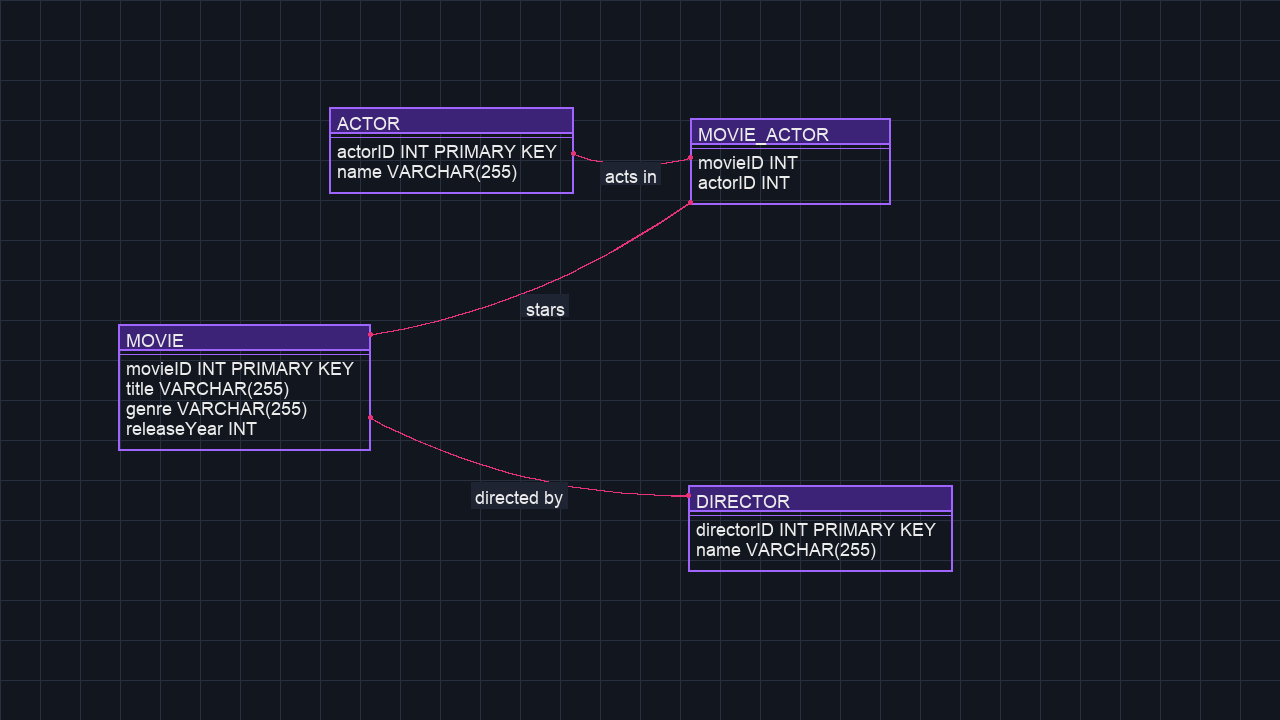 ACTOR
actorID INT PRIMARY KEY
name VARCHAR(255)
MOVIE_ACTOR
movieID INT
actorID INT
acts in
stars
MOVIE
movieID INT PRIMARY KEY
title VARCHAR(255)
genre VARCHAR(255)
releaseYear INT
directed by
DIRECTOR
directorID INT PRIMARY KEY
name VARCHAR(255)